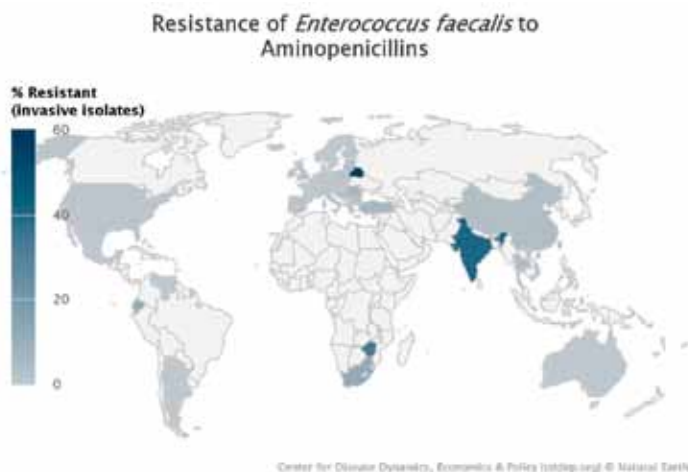 Resistance of Enterococcus faecalis to
Aminopenicillins
% Resistant
(invasive isolates)
60
40
20
0
Center for Disease Dynamics, Economics & Policy (cddep.org) © Natural Earth